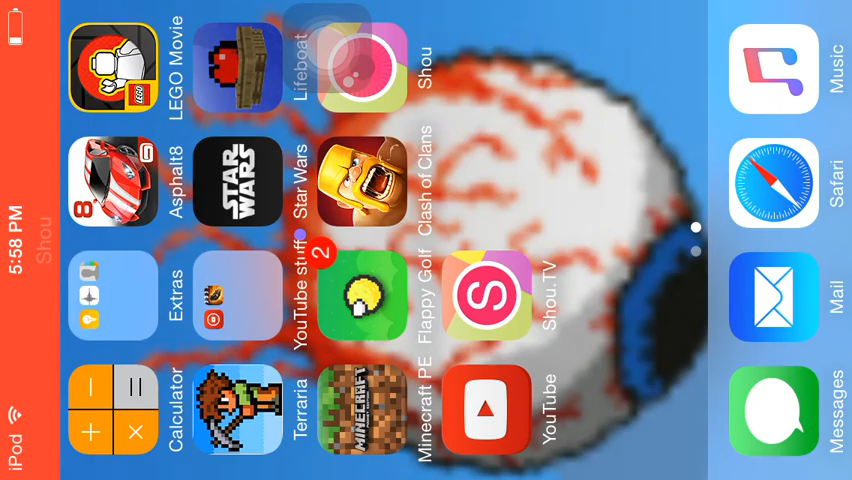 iPod 5:58 PM
Shou
8
LEGO
Calculator Extras Asphalt8 LEGO Movie
STAR
WARS
Terraria YouTube stuff Star Wars Lifeboat
2
MINECRAFT
Minecraft PE Flappy Golf Clash of Clans Shou
S
YouTube Shou.TV
Messages Mail Safari Music